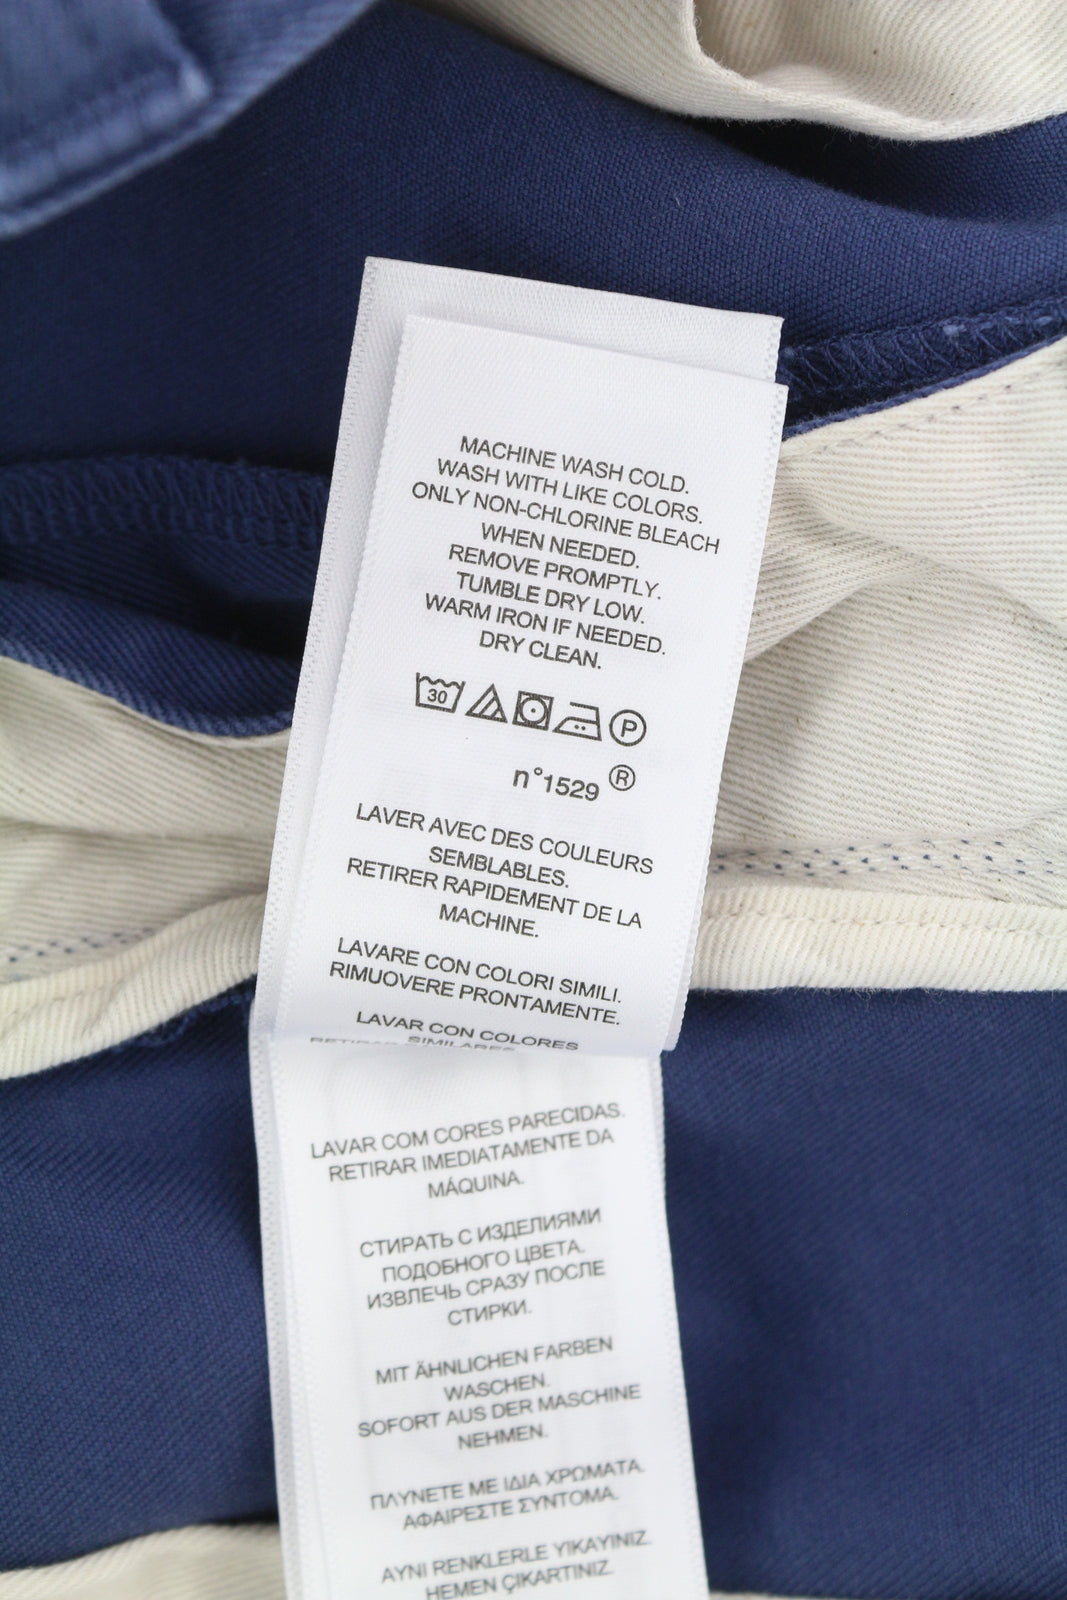 MACHINE WASH COLD.
WASH WITH LIKE COLORS.
ONLY NON-CHLORINE BLEACH
WHEN NEEDED.
REMOVE PROMPTLY.
TUMBLE DRY LOW.
WARM IRON IF NEEDED.
DRY CLEAN.
30 P
n°1529 ®
LAVER AVEC DES COULEURS
SEMBLABLES.
RETIRER RAPIDEMENT DE LA
MACHINE.
LAVARE CON COLORI SIMILI.
RIMUOVERE PRONTAMENTE.
LAVAR CON COLORES
SIMILARES
RETIRAR
LAVAR COM CORES PARECIDAS.
RETIRAR IMEDIATAMENTE DA
MÁQUINA.
СТИРАТЬ С ИЗДЕЛИЯМИ
ПОДОБНОГО ЦВЕТА.
ИЗВЛЕЧЬ СРАЗУ ПОСЛЕ
СТИРКИ.
MIT ÄHNLICHEN FARBEN
WASCHEN.
SOFORT AUS DER MASCHINE
NEHMEN.
ΠΛΥΝΕΤΕ ΜΕ ΙΔΙΑ ΧΡΩΜΑΤΑ.
ΑΦΑΙΡΕΣΤΕ ΣΥΝΤΟΜΑ.
AYNI RENKLERLE YIKAYINIZ.
HEMEN ÇIKARTINIZ.